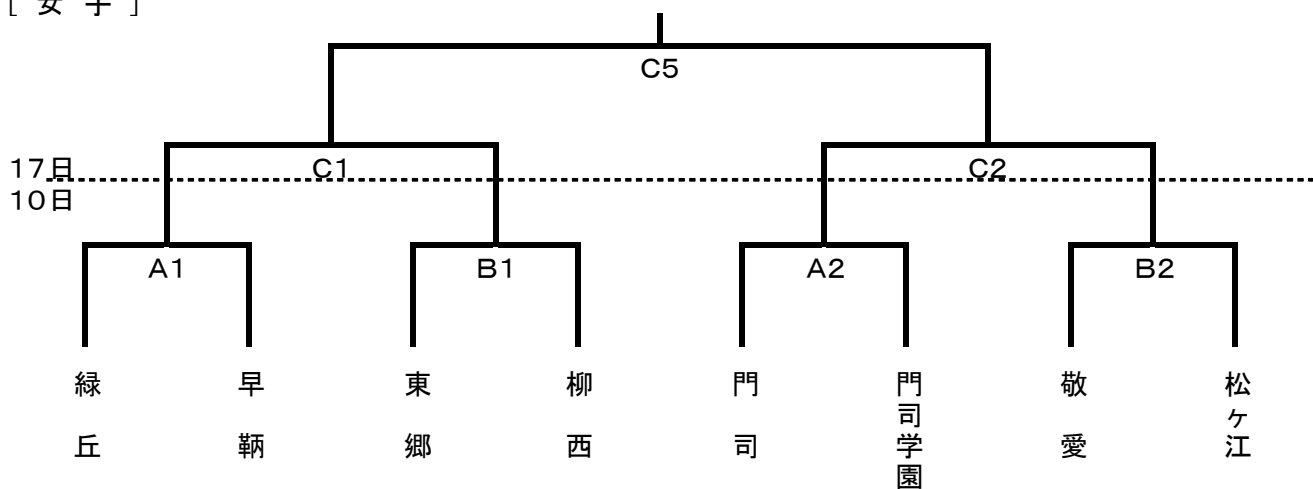 [ 女 子 ]
C5
17日
C1
C2
10日
A1
B1
A2
B2
緑丘
早鞆
東郷
柳西
門司
門司学園
敬愛
松ヶ江